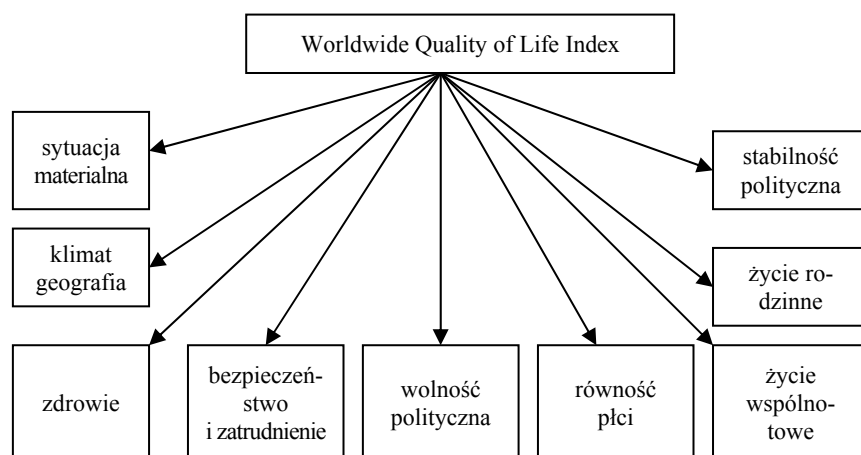 Worldwide Quality of Life Index
sytuacja
materialna
stabilność
polityczna
klimat
geografia
życie ro-
dzinne
zdrowie
bezpieczeń-
stwo
i zatrudnienie
wolność
polityczna
równość
płci
życie
wspólno-
towe